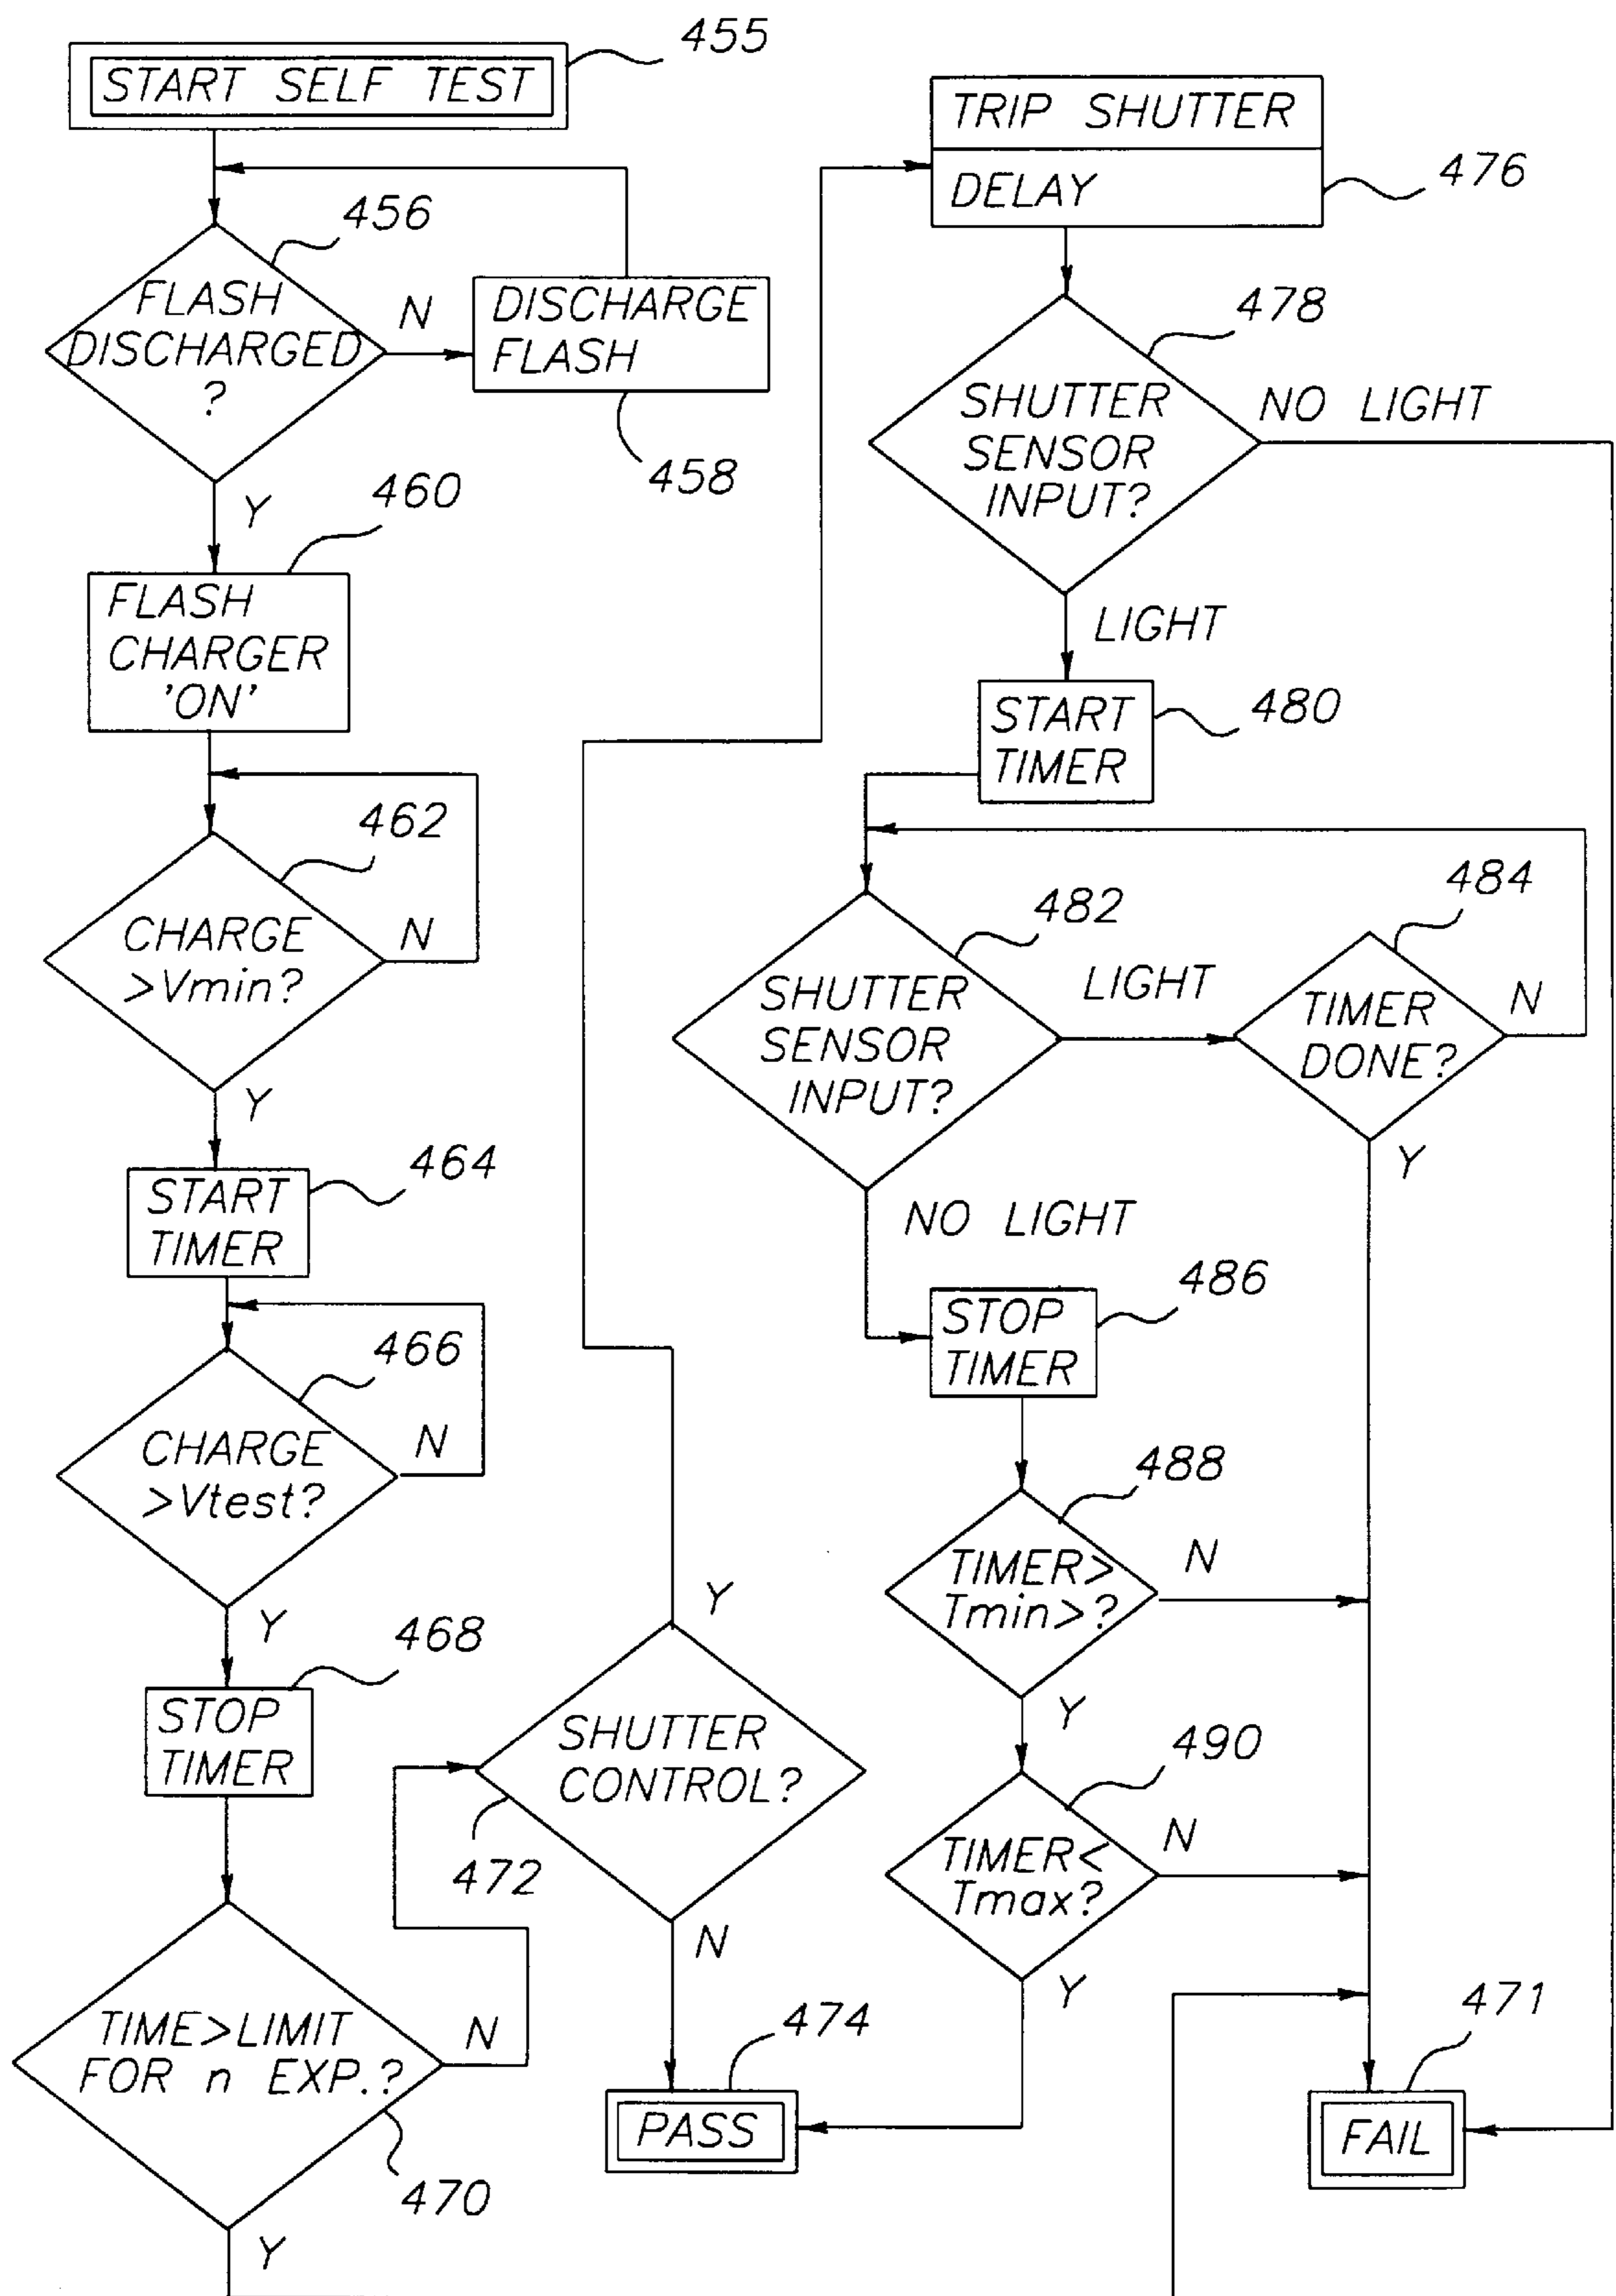 455
START SELF TEST
456
FLASH
DISCHARGED
?
N
DISCHARGE
FLASH
458
Y
460
FLASH
CHARGER
'ON'
462
CHARGE
>Vmin?
N
Y
464
START
TIMER
466
CHARGE
>Vtest?
N
Y
468
STOP
TIMER
TIME>LIMIT
FOR n EXP.?
N
470
Y
Y
SHUTTER
CONTROL?
472
N
474
PASS
TRIP SHUTTER
DELAY
476
478
SHUTTER
SENSOR
INPUT?
NO LIGHT
LIGHT
480
START
TIMER
482
SHUTTER
SENSOR
INPUT?
LIGHT
484
TIMER
DONE?
N
Y
NO LIGHT
486
STOP
TIMER
488
TIMER>
Tmin>?
N
Y
490
TIMER<
Tmax?
N
Y
471
FAIL